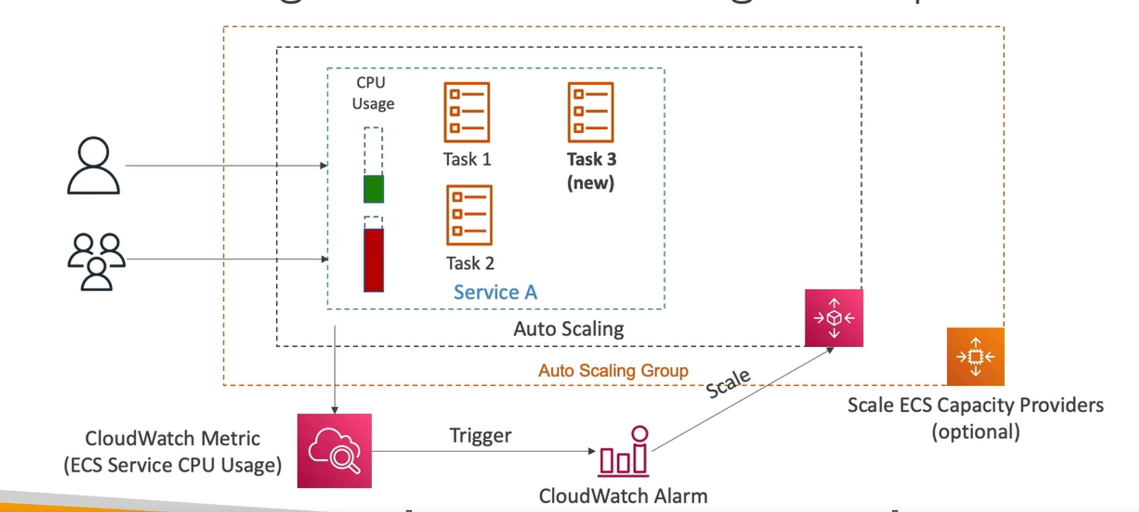 CPU
Usage
Task 1
Task 3
(new)
Task 2
Service A
Auto Scaling
Auto Scaling Group
Scale
Scale ECS Capacity Providers
(optional)
CloudWatch Metric
(ECS Service CPU Usage)
Trigger
CloudWatch Alarm